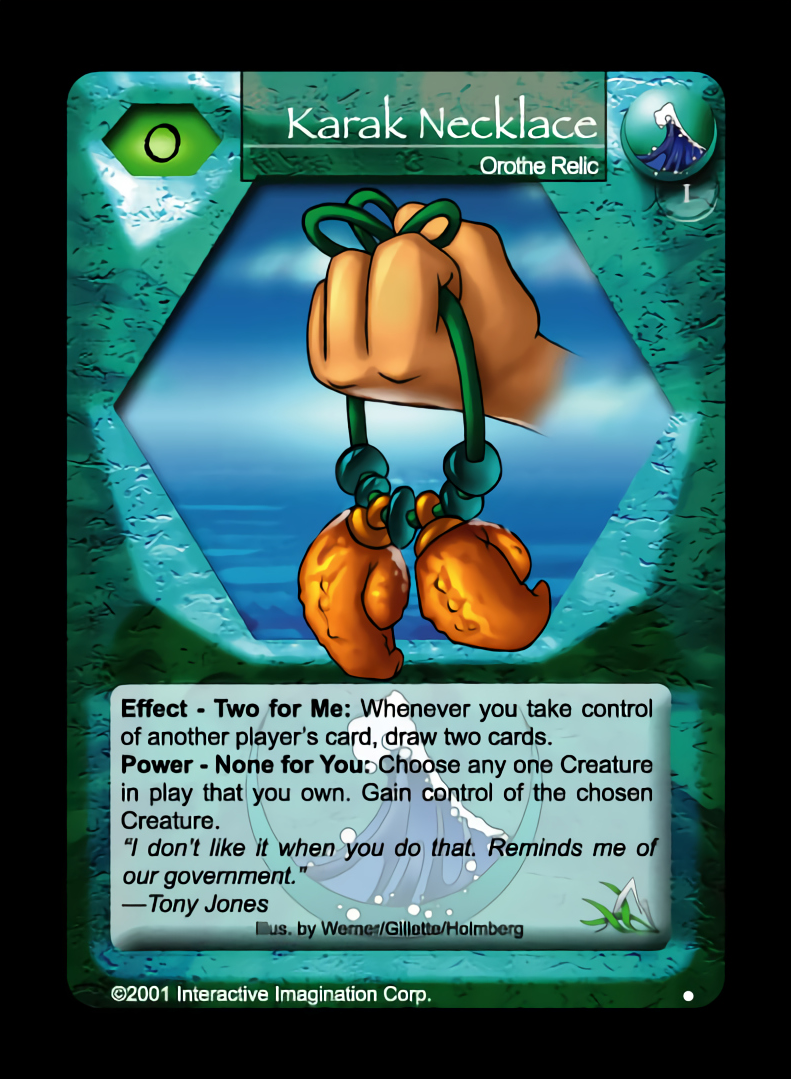 0
Karak Necklace
Orothe Relic
I
Effect - Two for Me: Whenever you take control
of another player's card, draw two cards.
Power - None for You: Choose any one Creature
in play that you own. Gain control of the chosen
Creature.
"I don't like it when you do that. Reminds me of
our government."
—Tony Jones
Illus. by Werner/Gillotte/Holmberg
©2001 Interactive Imagination Corp.